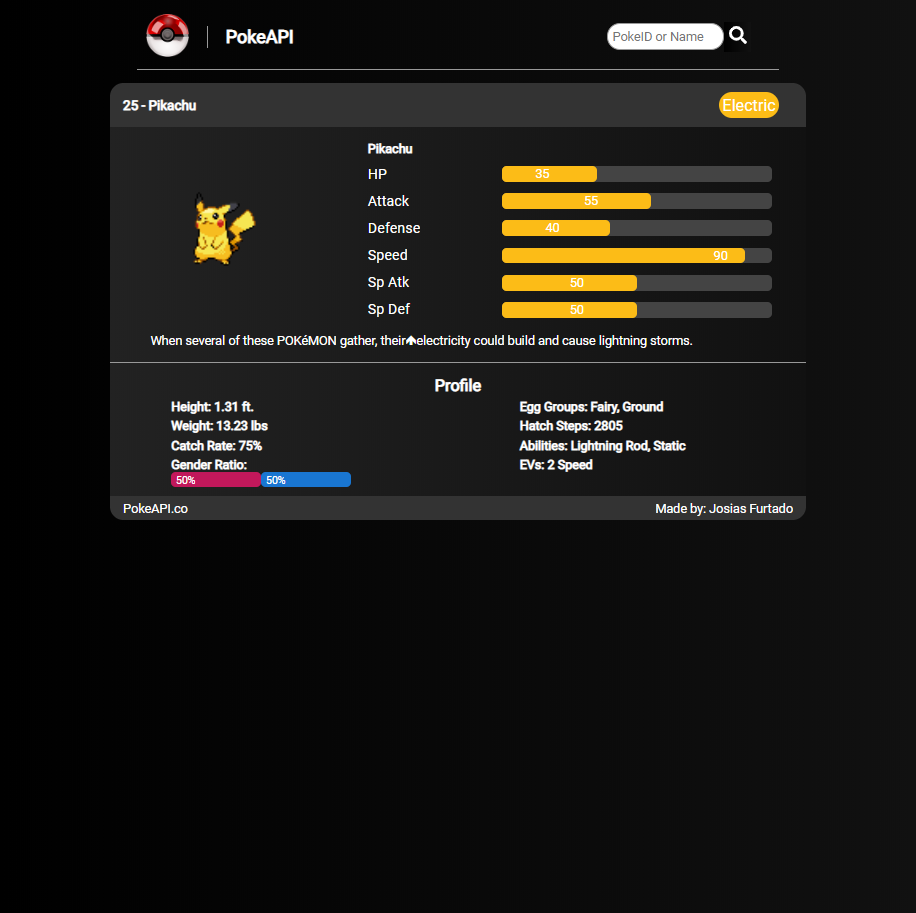 PokeAPI
PokeID or Name
25 - Pikachu
Electric
Pikachu
HP 35
Attack 55
Defense 40
Speed 90
Sp Atk 50
Sp Def 50
When several of these POKéMON gather, their electricity could build and cause lightning storms.
Profile
Height: 1.31 ft.
Weight: 13.23 lbs
Catch Rate: 75%
Gender Ratio:
50% 50%
Egg Groups: Fairy, Ground
Hatch Steps: 2805
Abilities: Lightning Rod, Static
EVs: 2 Speed
PokeAPI.co
Made by: Josias Furtado